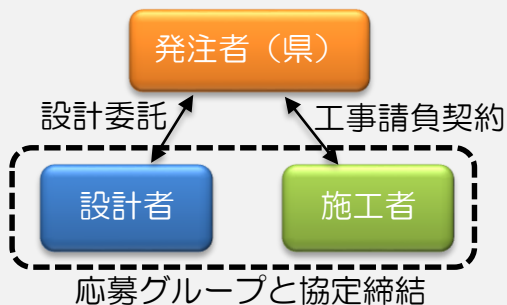 発注者（県）
設計委託
工事請負契約
設計者
施工者
応募グループと協定締結